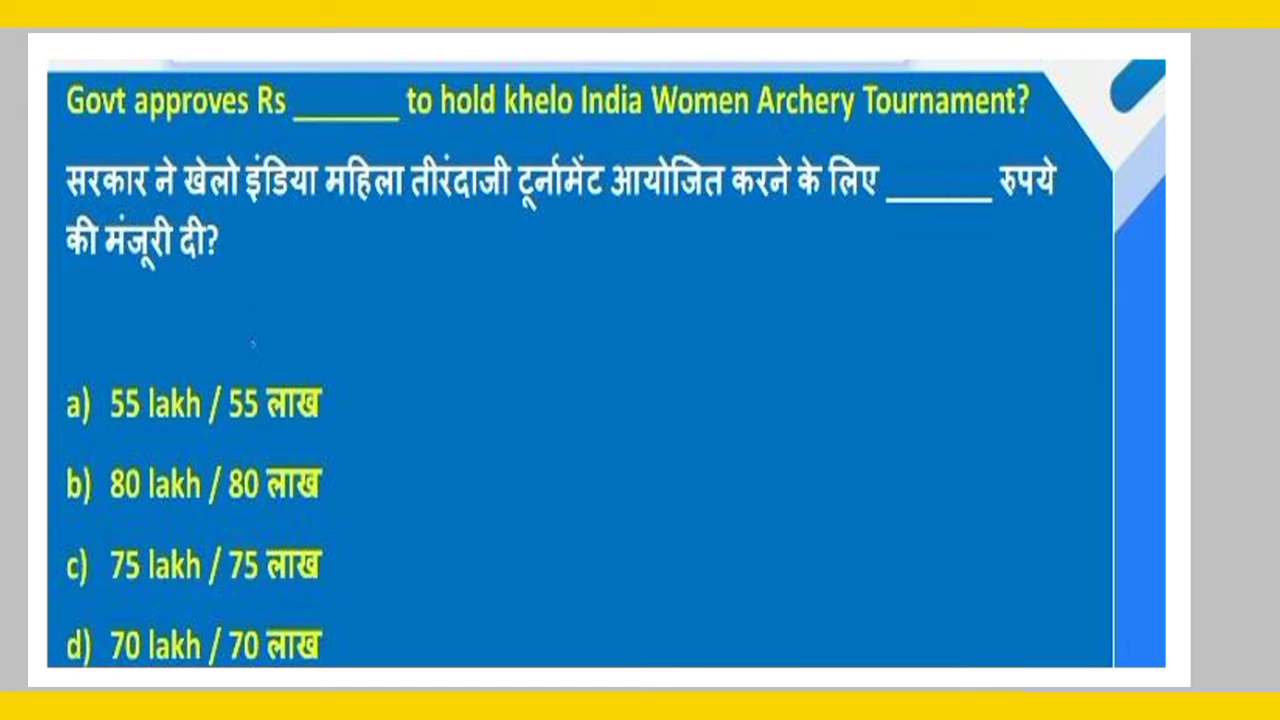 Govt approves Rs _______ to hold khelo India Women Archery Tournament?
सरकार ने खेलो इंडिया महिला तीरंदाजी टूर्नामेंट आयोजित करने के लिए _______ रुपये
की मंजूरी दी?
a) 55 lakh / 55 लाख
b) 80 lakh / 80 लाख
c) 75 lakh / 75 लाख
d) 70 lakh / 70 लाख